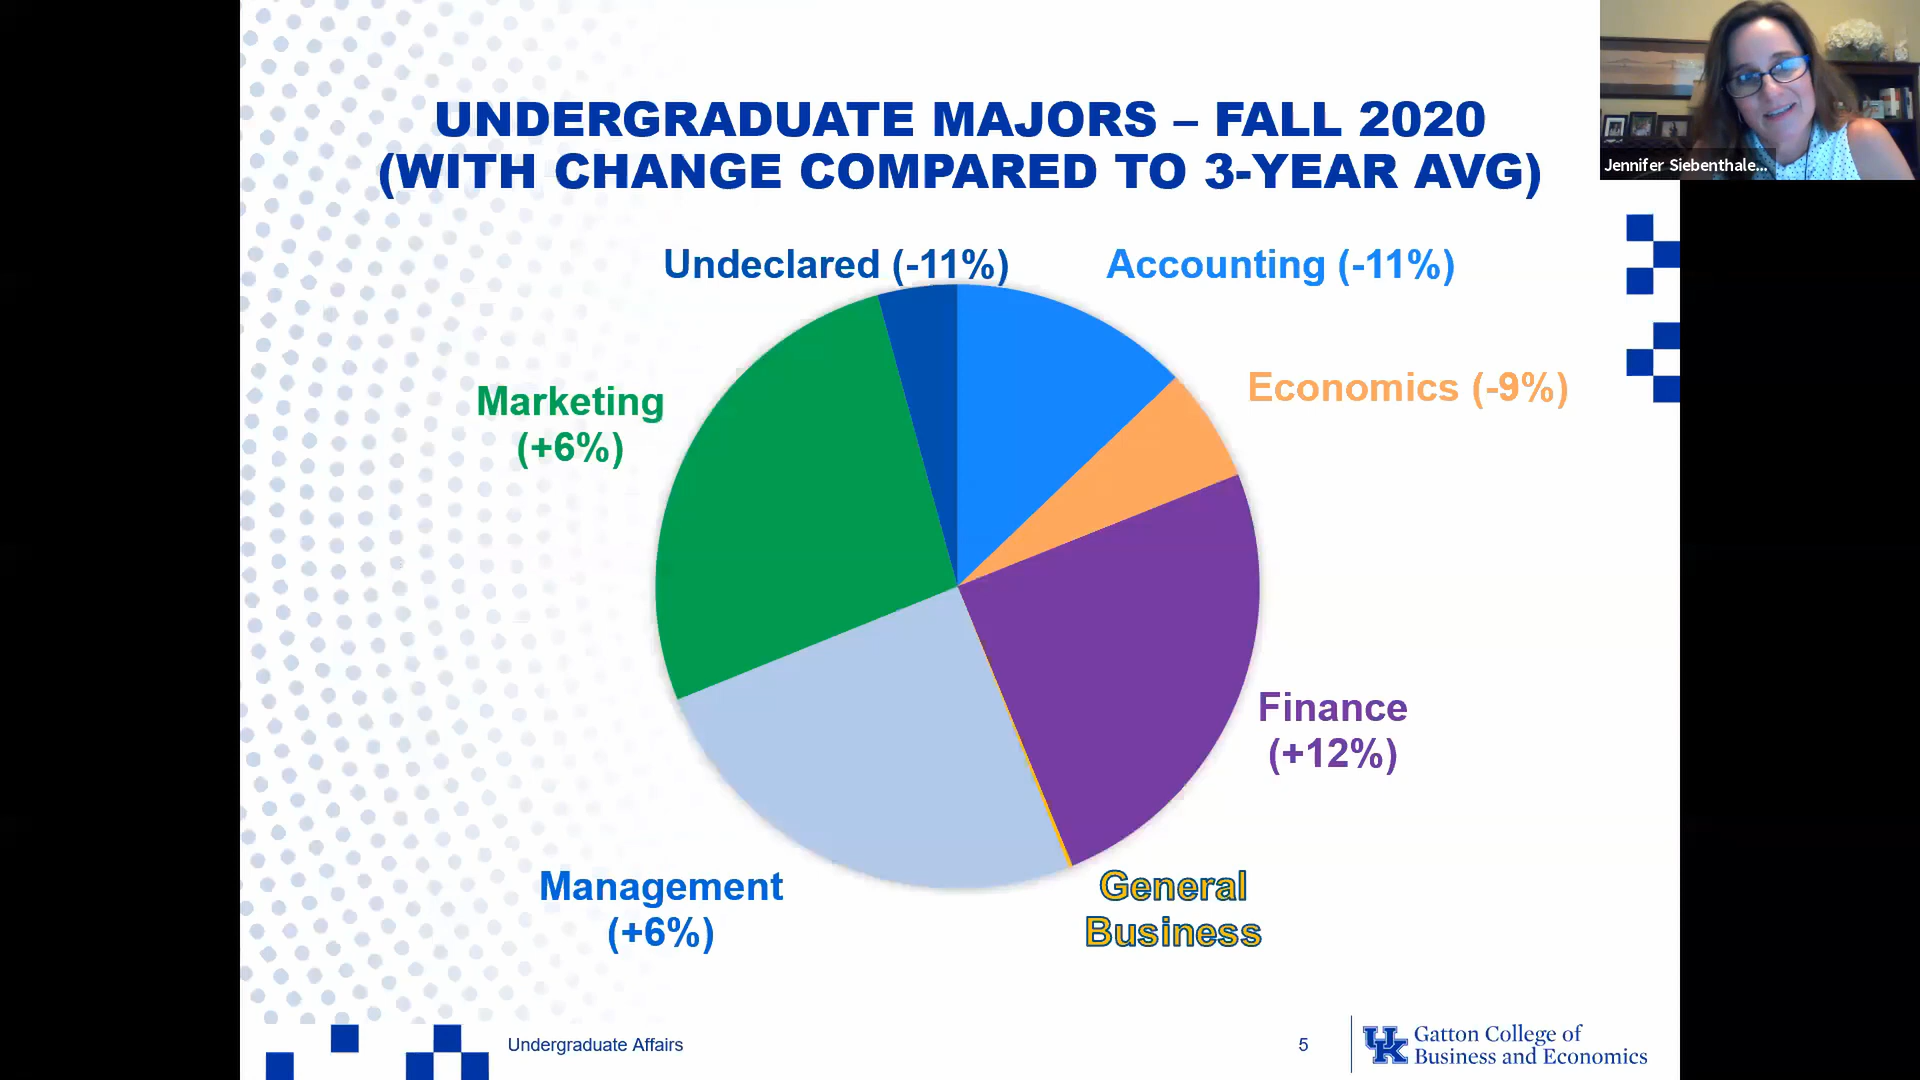 UNDERGRADUATE MAJORS – FALL 2020
(WITH CHANGE COMPARED TO 3-YEAR AVG)
Jennifer Siebenthale...
Undeclared (-11%)
Accounting (-11%)
Economics (-9%)
Marketing
(+6%)
Finance
(+12%)
Management
(+6%)
General
Business
Undergraduate Affairs
5
UK
Gatton College of
Business and Economics